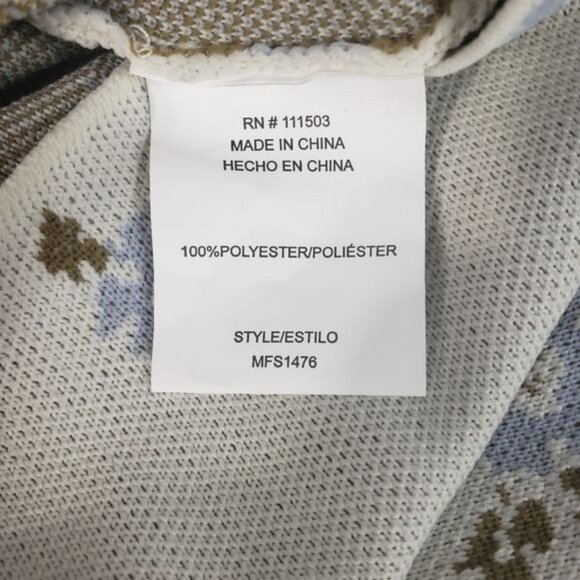 RN # 111503
MADE IN CHINA
HECHO EN CHINA
100%POLYESTER/POLIÉSTER
STYLE/ESTILO
MFS1476